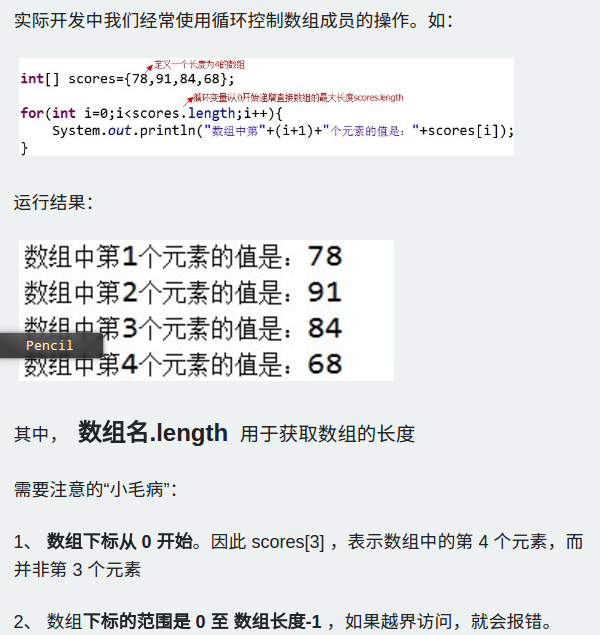 实际开发中我们经常使用循环控制数组成员的操作。如：
定义一个长度为4的数组
int[] scores={78,91,84,68};
循环变量i从0开始递增直接数组的最大长度scores.length
for(int i=0;i<scores.length;i++){
System.out.println("数组中第"+(i+1)+"个元素的值是："+scores[i]);
}
运行结果：
数组中第1个元素的值是：78
数组中第2个元素的值是：91
数组中第3个元素的值是：84
Pencil
数组中第4个元素的值是：68
其中， 数组名.length 用于获取数组的长度
需要注意的“小毛病”：
1、 数组下标从 0 开始。因此 scores[3] ，表示数组中的第 4 个元素，而
并非第 3 个元素
2、 数组下标的范围是 0 至 数组长度-1 ，如果越界访问，就会报错。